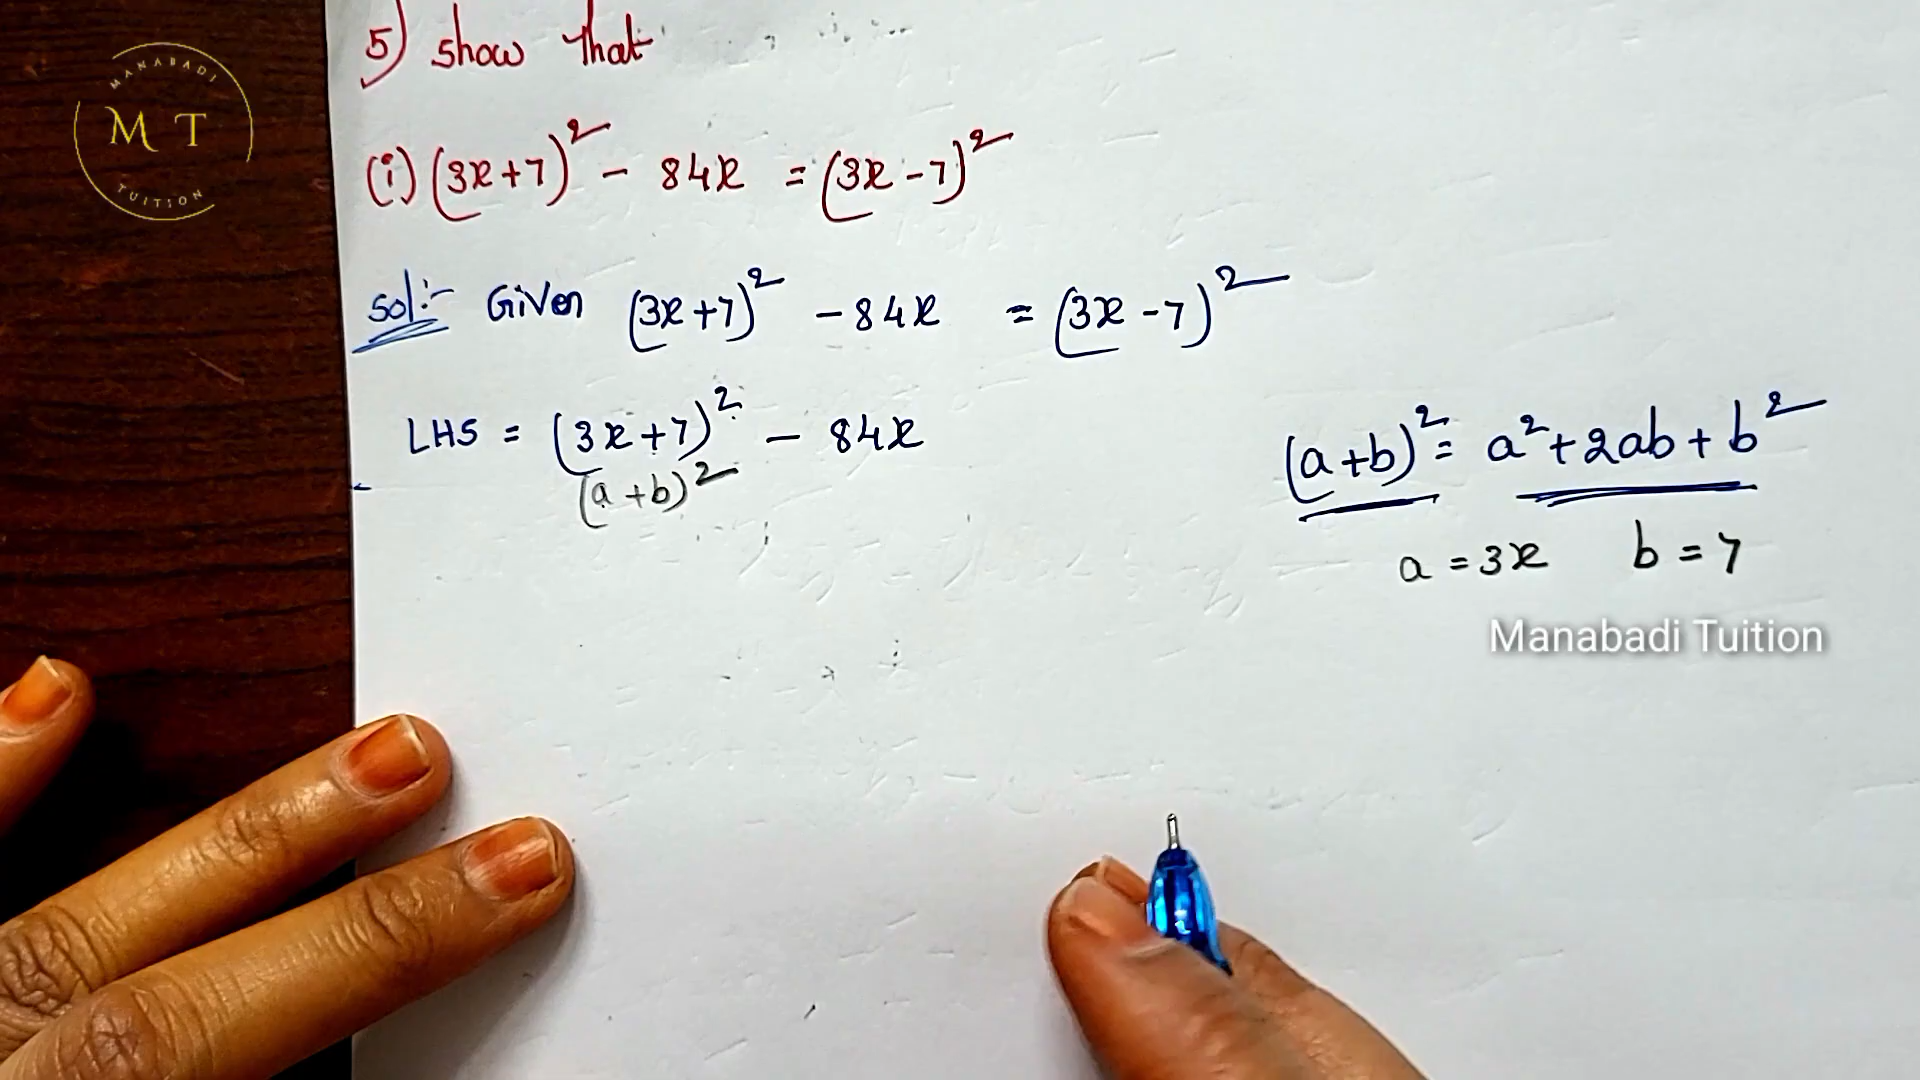 MANABADI
M T
TUITION
5) Show that
(i) (3x+7)² - 84x = (3x-7)²
Sol:- Given (3x+7)² - 84x = (3x-7)²
LHS = (3x+7)² - 84x
(a+b)²
(a+b)² = a²+2ab+b²
a = 3x b = 7
Manabadi Tuition